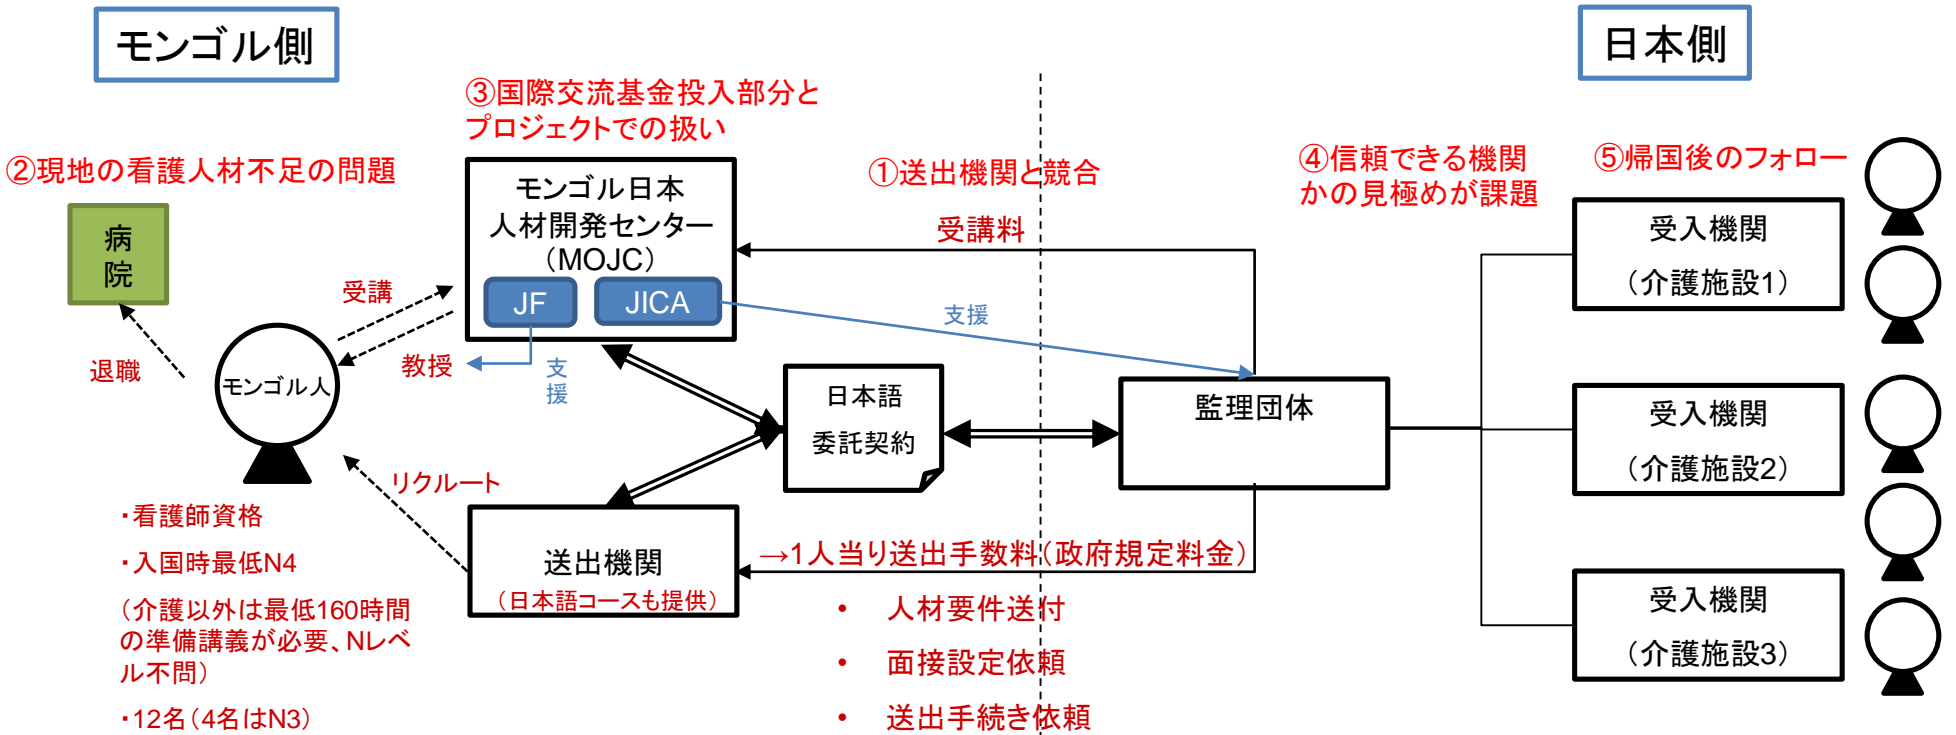 モンゴル側
日本側
③国際交流基金投入部分と
プロジェクトでの扱い
②現地の看護人材不足の問題
①送出機関と競合
④信頼できる機関
かの見極めが課題
⑤帰国後のフォロー
病
院
モンゴル日本
人材開発センター
（MOJC）
JF
JICA
受講料
受講
教授
支
援
支援
退職
モンゴル人
日本語
委託契約
監理団体
受入機関
（介護施設1）
受入機関
（介護施設2）
受入機関
（介護施設3）
リクルート
送出機関
（日本語コースも提供）
→1人当り送出手数料（政府規定料金）
• 人材要件送付
• 面接設定依頼
• 送出手続き依頼
・看護師資格
・入国時最低N4
（介護以外は最低160時間
の準備講義が必要、Nレベ
ル不問）
・12名（4名はN3）